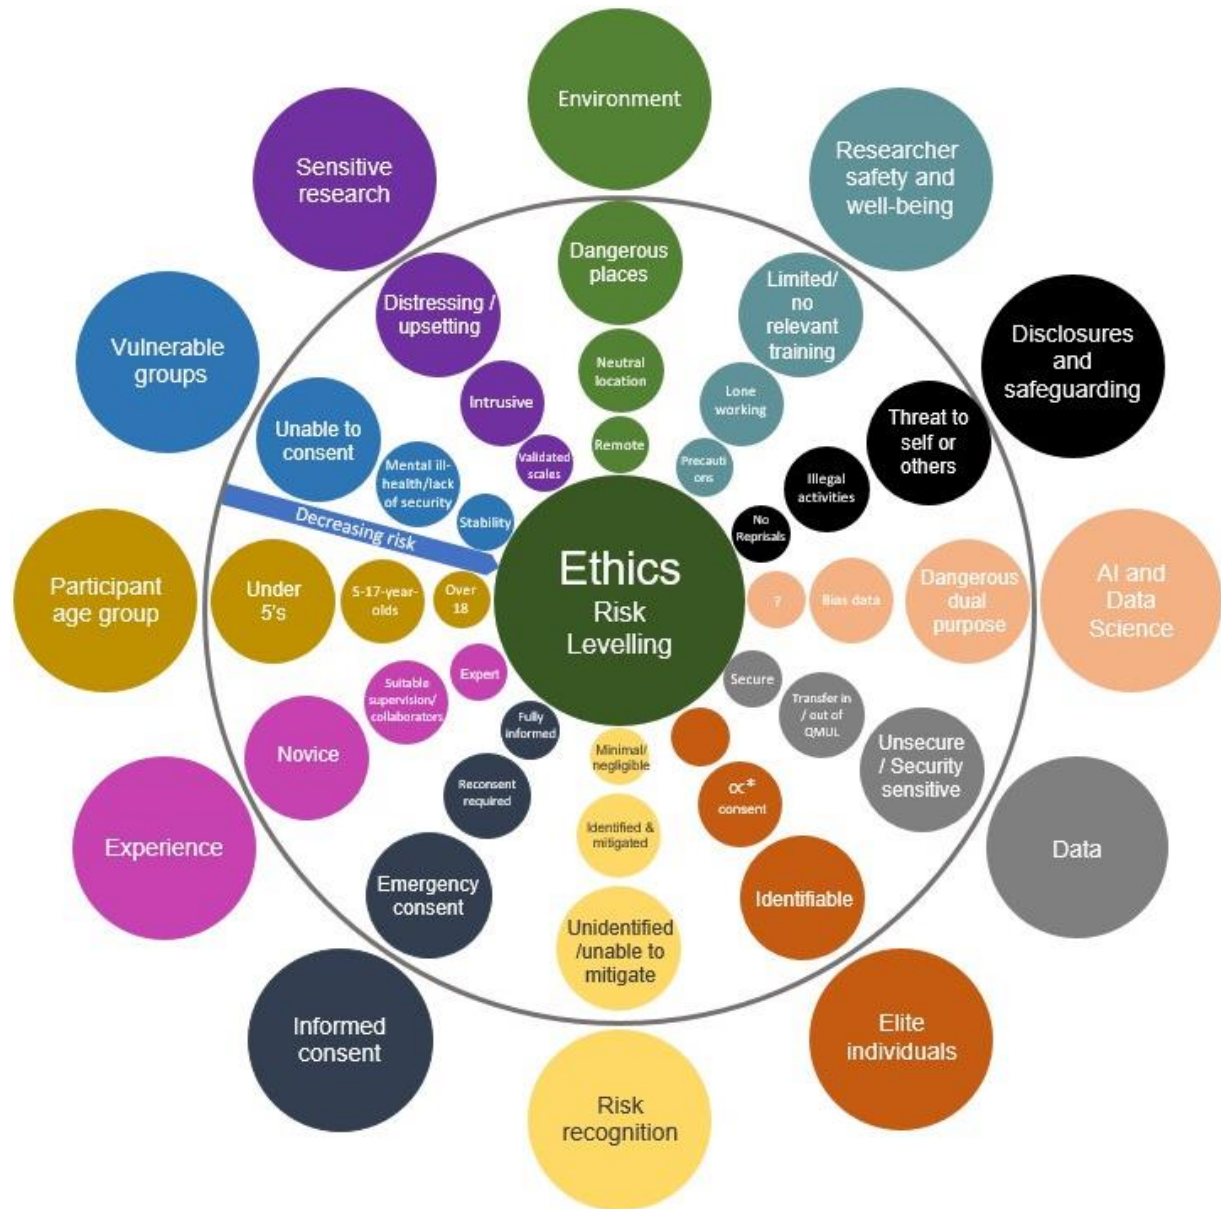 Environment
Researcher
safety and
well-being
Disclosures
and
safeguarding
AI and
Data
Science
Data
Elite
individuals
Risk
recognition
Informed
consent
Experience
Participant
age group
Vulnerable
groups
Sensitive
research
Dangerous
places
Neutral
location
Remote
Limited/
no
relevant
training
Lone
working
Precauti
ons
Threat to
self or
others
Illegal
activities
No
Reprisals
Dangerous
dual
purpose
Bias data
?
Unsecure
/ Security
sensitive
Transfer in
/ out of
QMUL
Secure
Identifiable
OC*
consent
Unidentified
/unable to
mitigate
Identified &
mitigated
Minimal/
negligible
Emergency
consent
Reconsent
required
Fully
informed
Novice
Suitable
supervision/
collaborators
Expert
Under
5's
5-17-year-
olds
Over
18
Decreasing risk
Unable to
consent
Mental ill-
health/lack
of security
Stability
Distressing /
upsetting
Intrusive
Validated
scales
Ethics
Risk
Levelling